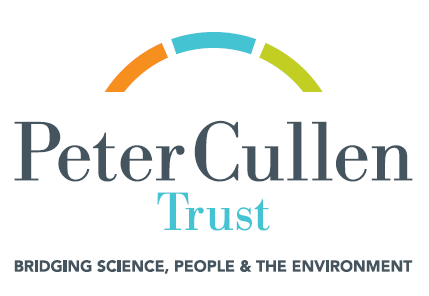 Peter Cullen
Trust
BRIDGING SCIENCE, PEOPLE & THE ENVIRONMENT